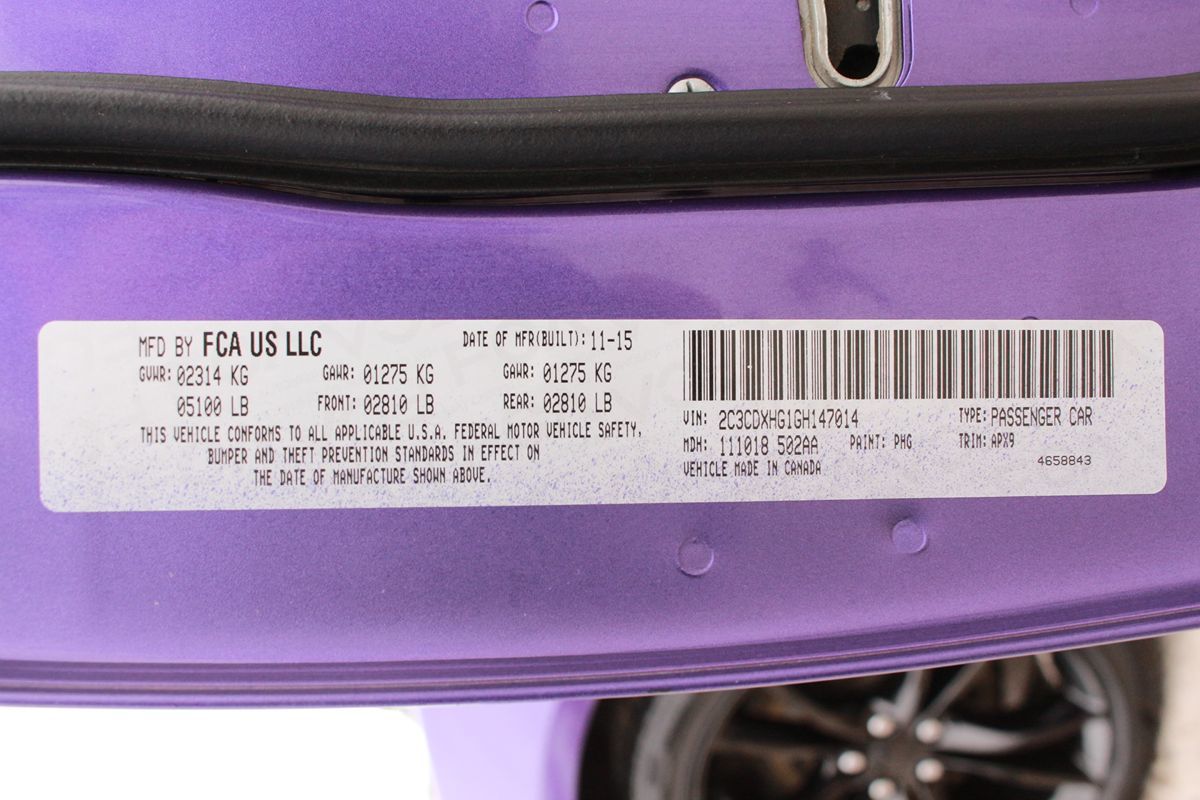 MFD BY FCA US LLC DATE OF MFR(BUILT): 11-15
GVWR: 02314 KG GAWR: 01275 KG GAWR: 01275 KG
05100 LB FRONT: 02810 LB REAR: 02810 LB
THIS VEHICLE CONFORMS TO ALL APPLICABLE U.S.A. FEDERAL MOTOR VEHICLE SAFETY,
BUMPER AND THEFT PREVENTION STANDARDS IN EFFECT ON
THE DATE OF MANUFACTURE SHOWN ABOVE.
VIN: 2C3CDXHG1GH147014 TYPE: PASSENGER CAR
MDH: 111018 502AA PAINT: PHG TRIM: APX9
VEHICLE MADE IN CANADA 4658843